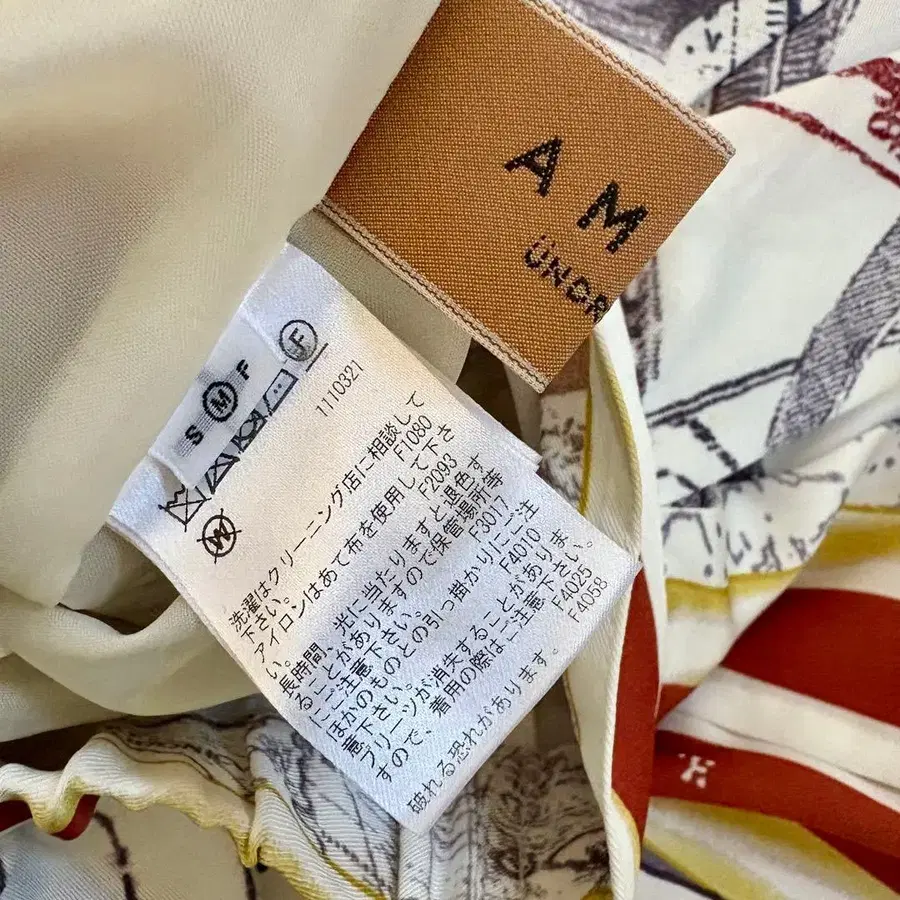 A M
UNDR
S M F
F
W
1110321
洗濯はクリーニング店に相談して
下さい。 F1080
アイロンはあて布を使用して下さ
い。 F2093
長時間、光に当たりますと退色す
ることがありますので保管場所等
にご注意下さい。 F3017
ほかのものとの引っ掛かりにご注
意下さい。 F4010
プリーツが消失することがありま
すので、着用の際はご注意下さい。 F4025
破れる恐れがあります。 F4058
H